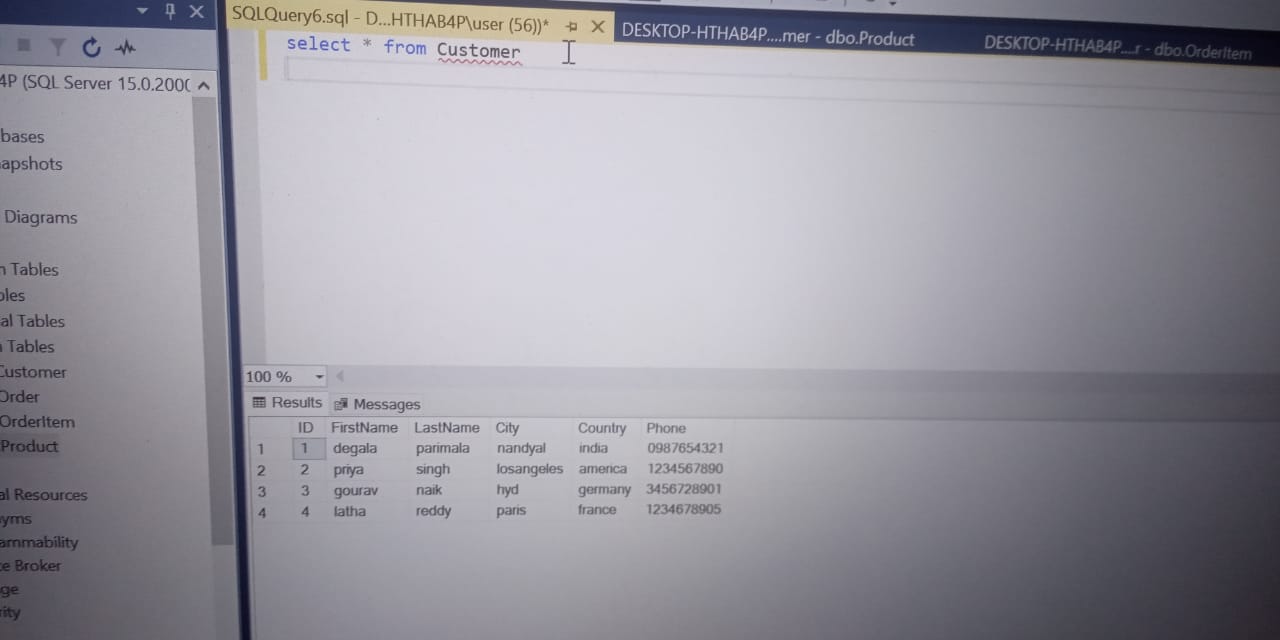 SQLQuery6.sql - D...HTHAB4P\user (56))*
DESKTOP-HTHAB4P....mer - dbo.Product
DESKTOP-HTHAB4P....r - dbo.OrderItem
select * from Customer
4P (SQL Server 15.0.2000
bases
apshots
Diagrams
n Tables
bles
al Tables
Tables
Customer
Order
OrderItem
Product
al Resources
yms
ammability
ce Broker
ge
rity
100 %
Results Messages
ID FirstName LastName City Country Phone
1 1 degala parimala nandyal india 0987654321
2 2 priya singh losangeles america 1234567890
3 3 gourav naik hyd germany 3456728901
4 4 latha reddy paris france 1234678905